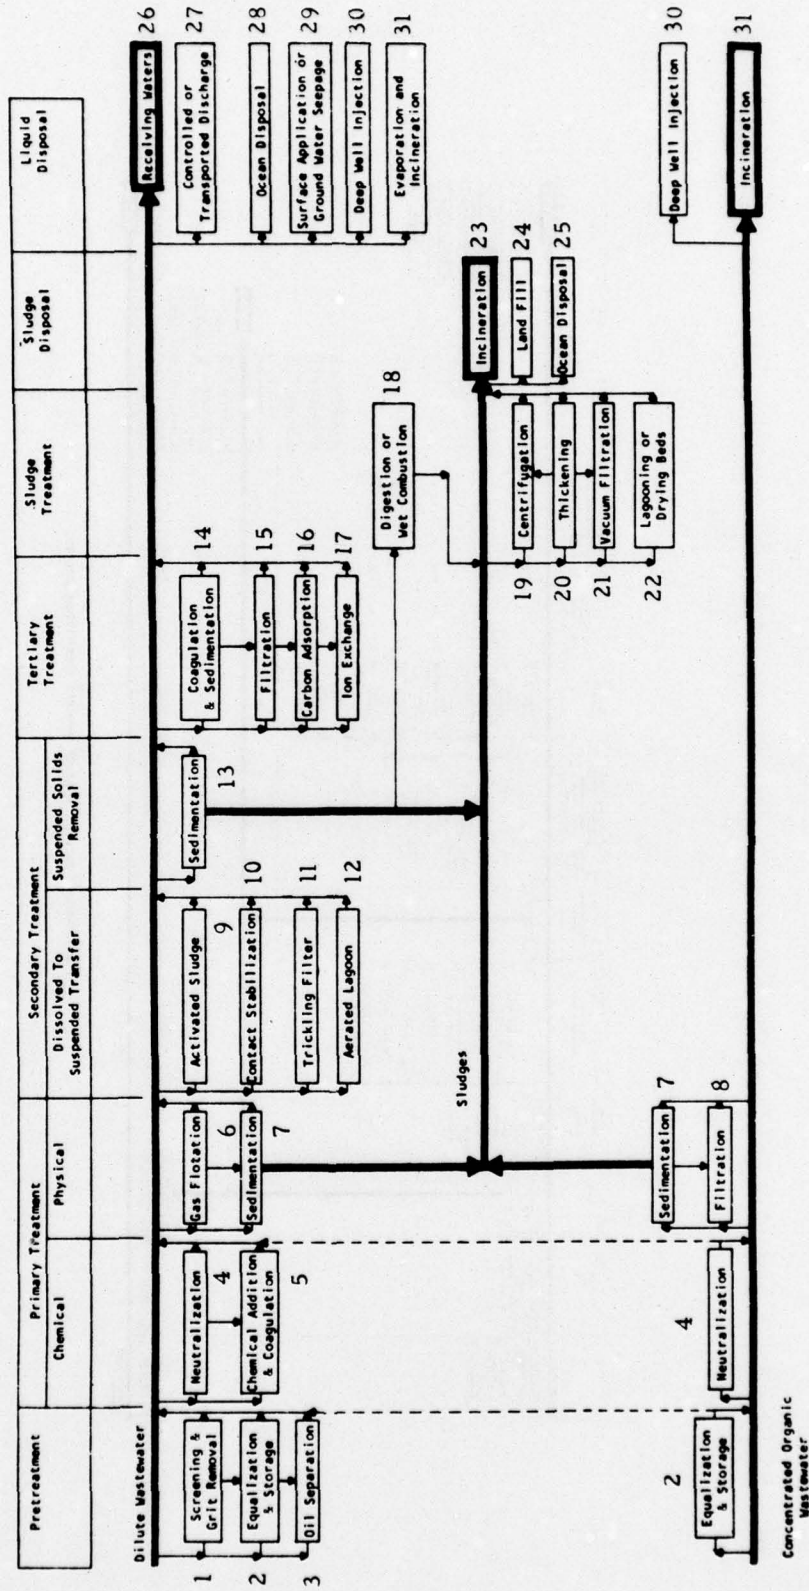 Pretreatment
Primary Treatment
Chemical
Physical
Secondary Treatment
Dissolved To
Suspended Transfer
Suspended Solids
Removal
Tertiary
Treatment
Sludge
Treatment
Sludge
Disposal
Liquid
Disposal
Dilute Wastewater
1
Screening &
Grit Removal
2
Equalization
& Storage
3
Oil Separation
Neutralization
4
Chemical Addition
& Coagulation
5
Gas Flotation
6
Sedimentation
7
Activated Sludge
9
Contact Stabilization
10
Trickling Filter
11
Aerated Lagoon
12
Sedimentation
13
Coagulation
& Sedimentation
14
Filtration
15
Carbon Adsorption
16
Ion Exchange
17
Receiving Waters
26
Controlled or
Transported Discharge
27
Ocean Disposal
28
Surface Application or
Ground Water Seepage
29
Deep Well Injection
30
Evaporation and
Incineration
31
Digestion or
Wet Combustion
18
Sludges
Incineration
23
19
Centrifugation
Land Fill
24
20
Thickening
Ocean Disposal
25
21
Vacuum Filtration
22
Lagooning or
Drying Beds
2
Equalization
& Storage
4
Neutralization
Sedimentation
7
Filtration
8
Deep Well Injection
30
Incineration
31
Concentrated Organic
Wastewater